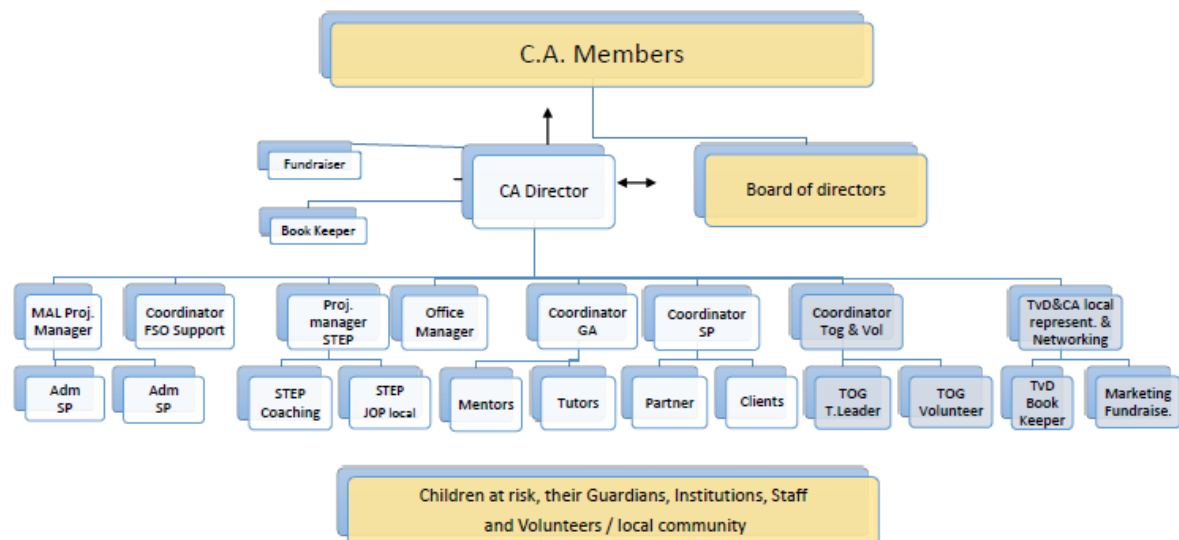 C.A. Members
Fundraiser
CA Director
Board of directors
Book Keeper
MAL Proj.
Manager
Coordinator
FSO Support
Proj.
manager
STEP
Office
Manager
Coordinator
GA
Coordinator
SP
Coordinator
Tog & Vol
TvD&CA local
represent. &
Networking
Adm
SP
Adm
SP
STEP
Coaching
STEP
JOP local
Mentors
Tutors
Partner
Clients
TOG
T.Leader
TOG
Volunteer
TvD
Book
Keeper
Marketing
Fundraise.
Children at risk, their Guardians, Institutions, Staff
and Volunteers / local community